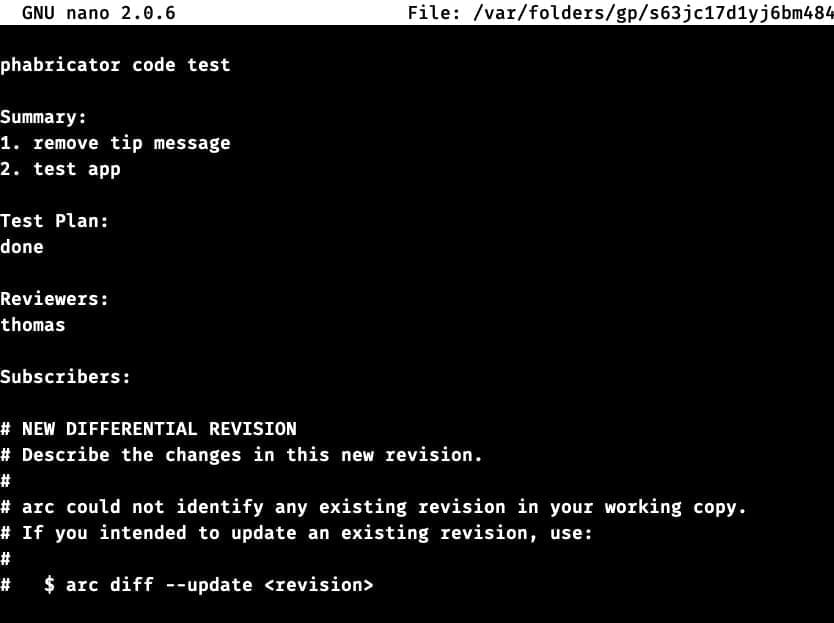 GNU nano 2.0.6 File: /var/folders/gp/s63jc17d1yj6bm484
phabricator code test
Summary:
1. remove tip message
2. test app
Test Plan:
done
Reviewers:
thomas
Subscribers:
# NEW DIFFERENTIAL REVISION
# Describe the changes in this new revision.
#
# arc could not identify any existing revision in your working copy.
# If you intended to update an existing revision, use:
#
#   $ arc diff --update <revision>